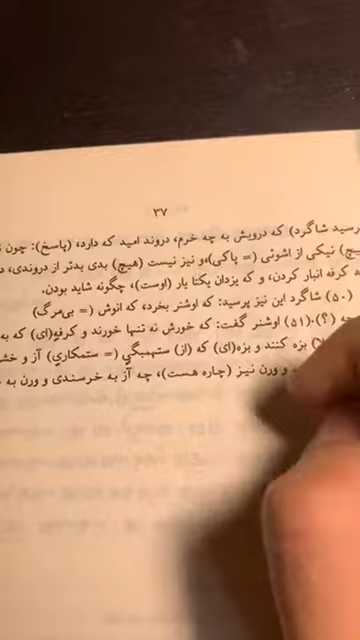 ۳۷
رسید شاگرد) که درویش به چه خرم، دروند امید که دارد، (پاسخ): چون
هیچ) نیکی از اشوئی (= پاکی)،و نیز نیست (هیچ) بدی بدتر از دروندی،
کرفه انبار کردن، و که یزدان یکتا یار (اوست)، چگونه شاید بودن.
(۵۰) شاگرد این نیز پرسید: که اوشنر بخرد، که انوش (= بی‌مرگ)
چه (؟).(۵۱) اوشنر گفت: که خورش نه تنها خورند و کرفه(ای) که به
بزه کنند و بزه(ای) که (از) ستهمبگی (= ستمکاری) آز و خشم
و ورن نیز (چاره هست)، چه آز به خرسندی و ورن به